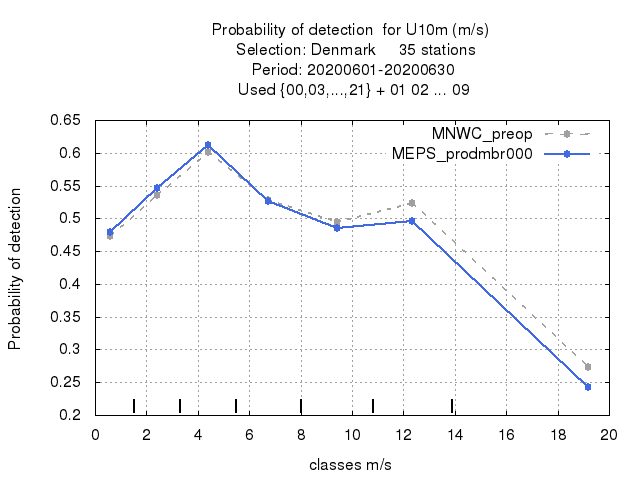 Probability of detection for U10m (m/s)
Selection: Denmark 35 stations
Period: 20200601-20200630
Used {00,03,...,21} + 01 02 ... 09
MNWC_preop
MEPS_prodmbr000
Probability of detection
0.65
0.6
0.55
0.5
0.45
0.4
0.35
0.3
0.25
0.2
0 2 4 6 8 10 12 14 16 18 20
classes m/s